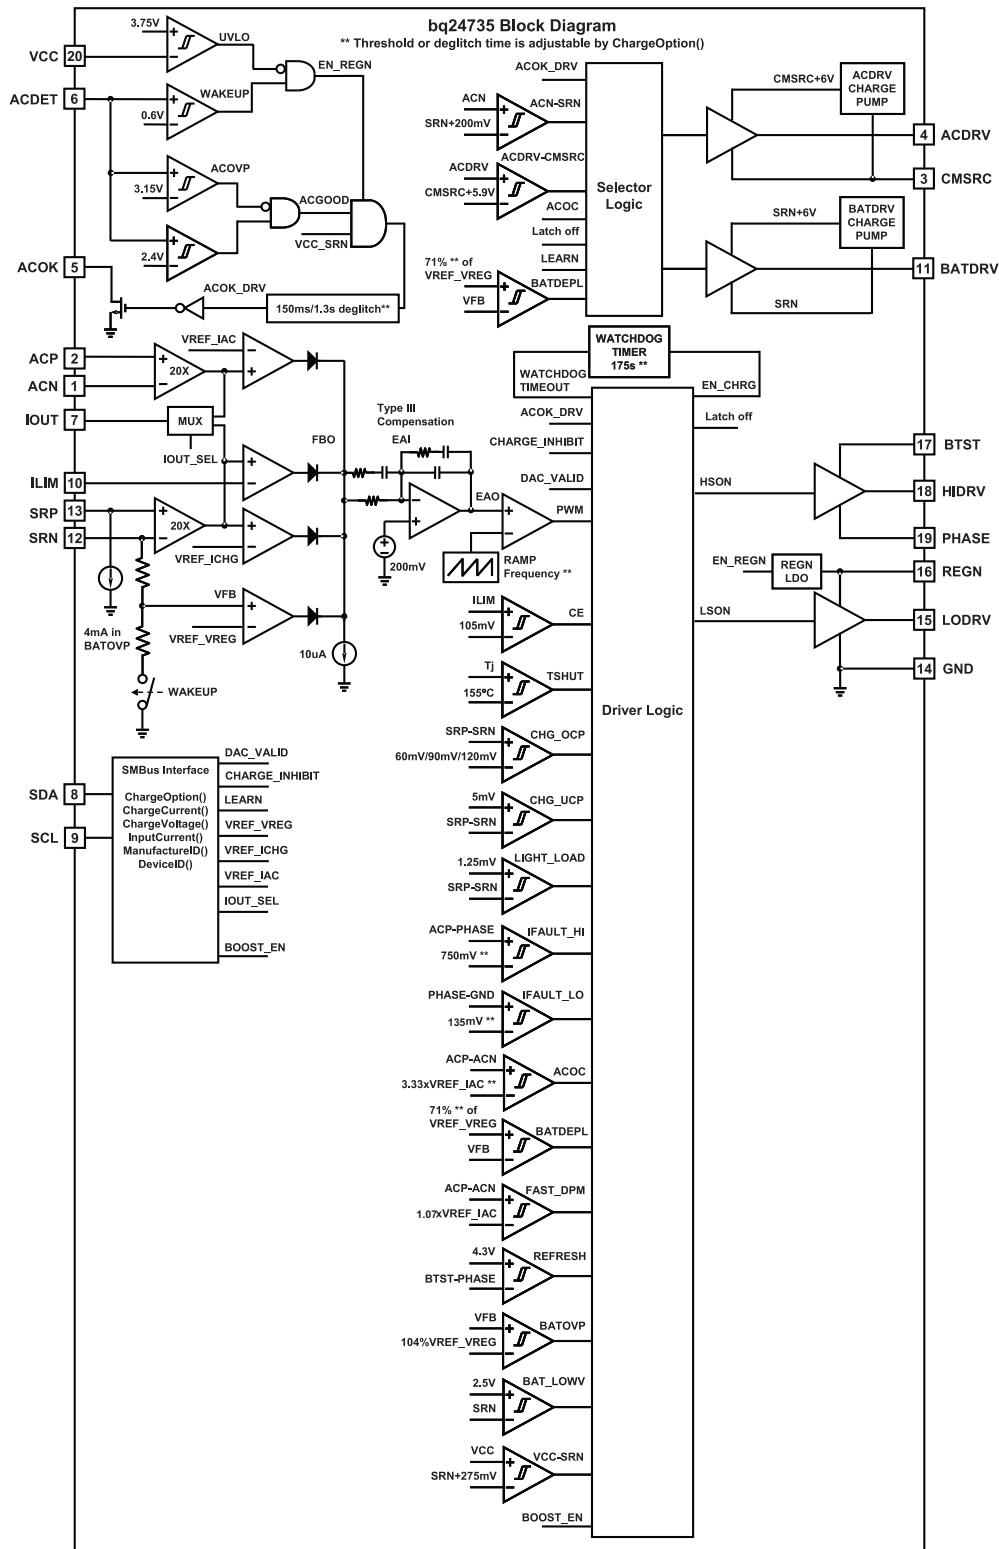 bq24735 Block Diagram
** Threshold or deglitch time is adjustable by ChargeOption()
3.75V
UVLO
VCC
20
EN_REGN
ACDET
6
WAKEUP
0.6V
ACOVP
3.15V
ACGOOD
VCC_SRN
2.4V
ACOK
5
ACOK_DRV
150ms/1.3s deglitch**
ACOK_DRV
ACN
ACN-SRN
SRN+200mV
ACDRV-CMSRC
ACDRV
CMSRC+5.9V
ACOC
Latch off
LEARN
71% ** of
VREF_VREG
BATDEPL
VFB
Selector
Logic
CMSRC+6V
ACDRV
CHARGE
PUMP
4
ACDRV
3
CMSRC
SRN+6V
BATDRV
CHARGE
PUMP
11
BATDRV
SRN
VREF_IAC
ACP
2
20X
ACN
1
IOUT
7
MUX
IOUT_SEL
FBO
ILIM
10
SRP
13
20X
SRN
12
VREF_ICHG
VFB
VREF_VREG
4mA in
BATOVP
10uA
WAKEUP
Type III
Compensation
EAI
EAO
PWM
200mV
RAMP
Frequency **
WATCHDOG
TIMER
175s **
WATCHDOG
TIMEOUT
EN_CHRG
ACOK_DRV
Latch off
CHARGE_INHIBIT
DAC_VALID
HSON
17
BTST
18
HIDRV
19
PHASE
EN_REGN
REGN
LDO
16
REGN
LSON
15
LODRV
14
GND
ILIM
CE
105mV
Tj
TSHUT
155°C
Driver Logic
SRP-SRN
CHG_OCP
60mV/90mV/120mV
5mV
CHG_UCP
SRP-SRN
1.25mV
LIGHT_LOAD
SRP-SRN
ACP-PHASE
IFAULT_HI
750mV **
PHASE-GND
IFAULT_LO
135mV **
ACP-ACN
ACOC
3.33xVREF_IAC **
71% ** of
VREF_VREG
BATDEPL
VFB
ACP-ACN
FAST_DPM
1.07xVREF_IAC
4.3V
REFRESH
BTST-PHASE
VFB
BATOVP
104%VREF_VREG
2.5V
BAT_LOWV
SRN
VCC
VCC-SRN
SRN+275mV
BOOST_EN
SDA
8
SCL
9
SMBus Interface
ChargeOption()
ChargeCurrent()
ChargeVoltage()
InputCurrent()
ManufactureID()
DeviceID()
DAC_VALID
CHARGE_INHIBIT
LEARN
VREF_VREG
VREF_ICHG
VREF_IAC
IOUT_SEL
BOOST_EN